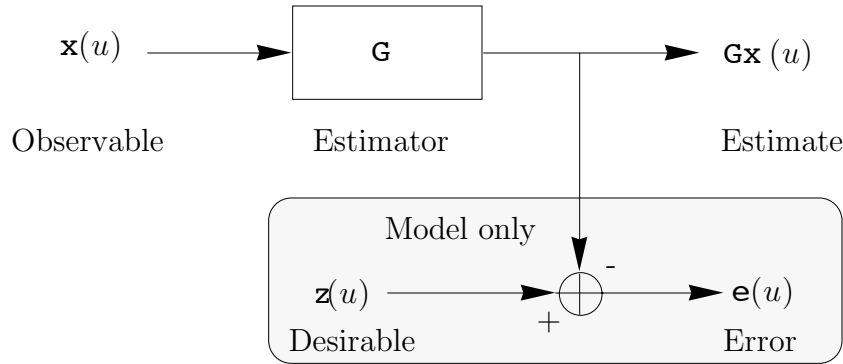 x(u) G Gx (u)
Observable Estimator Estimate
Model only
-
z(u) e(u)
+
Desirable Error